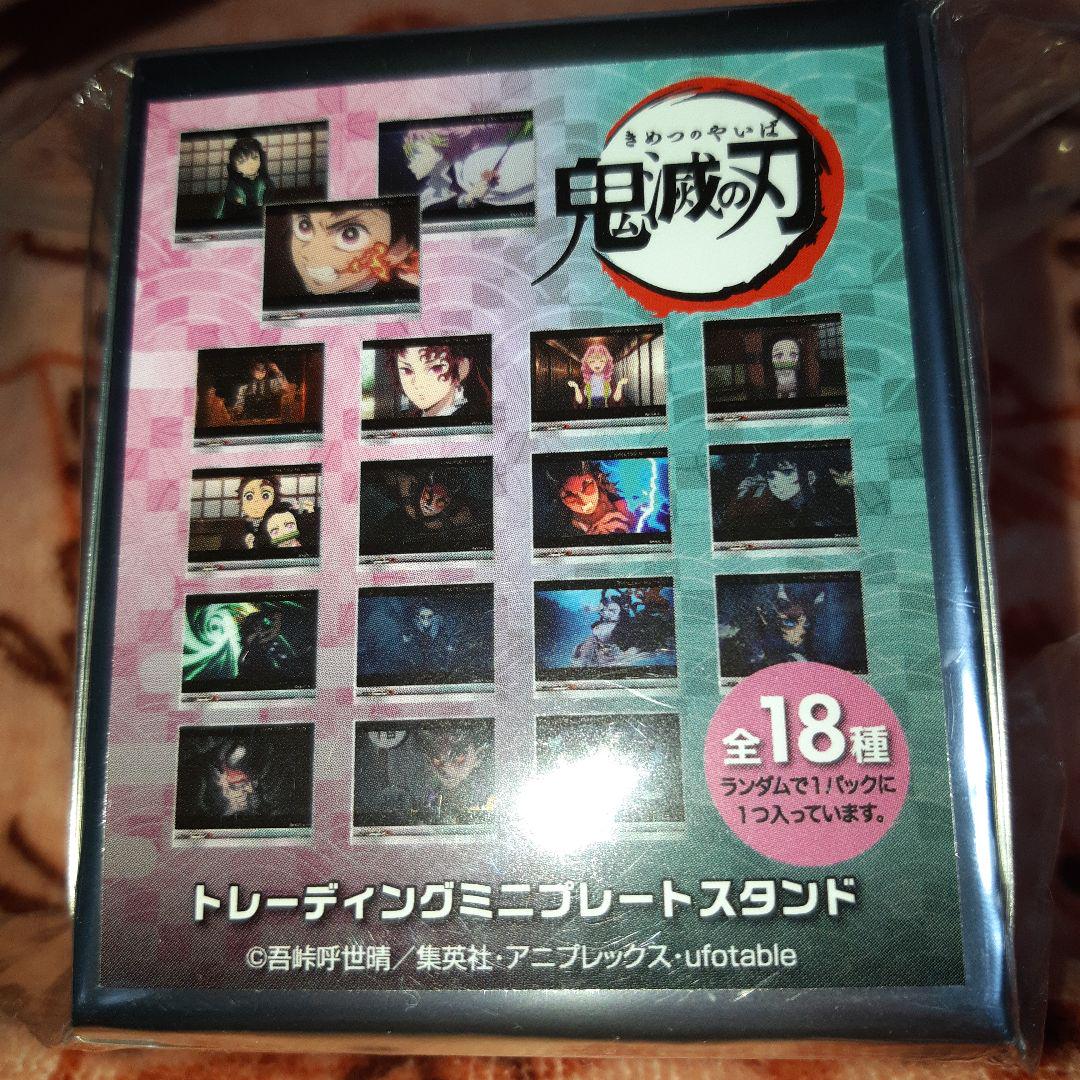 きめつのやいば
鬼滅の刃
全18種
ランダムで1パックに
1つ入っています。
トレーディングミニプレートスタンド
©吾峠呼世晴／集英社・アニプレックス・ufotable